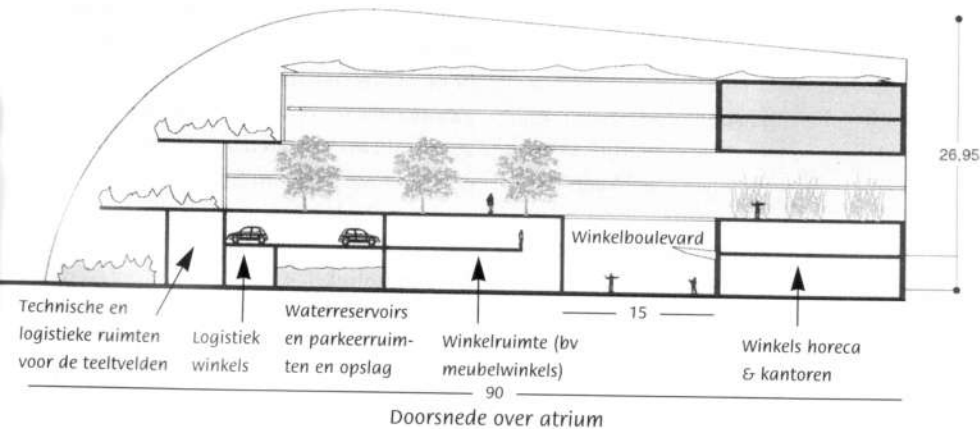 26.95
Winkelboulevard
15
Technische en
logistieke ruimten
voor de teeltvelden
Logistiek
winkels
Waterreservoirs
en parkeerruim-
ten en opslag
Winkelruimte (bv
meubelwinkels)
Winkels horeca
& kantoren
90
Doorsnede over atrium